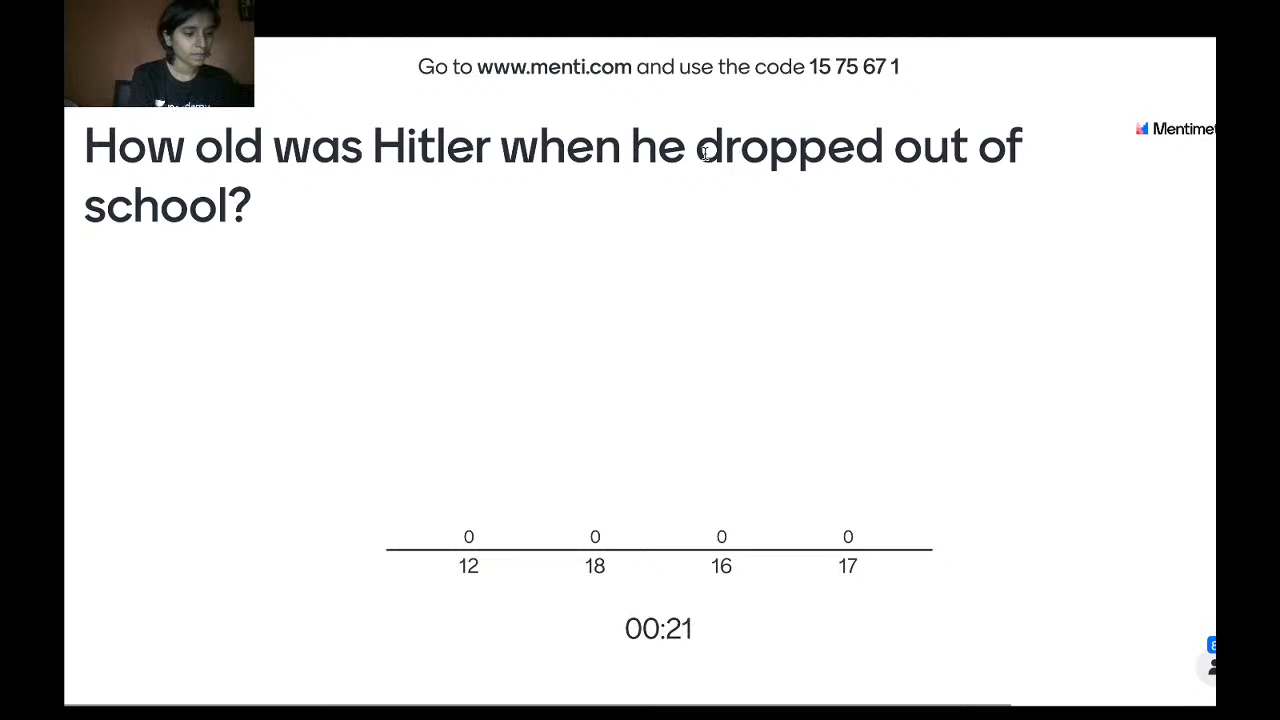 Go to www.menti.com and use the code 15 75 67 1
Mentimet
How old was Hitler when he dropped out of
school?
0 0 0 0
12 18 16 17
00:21